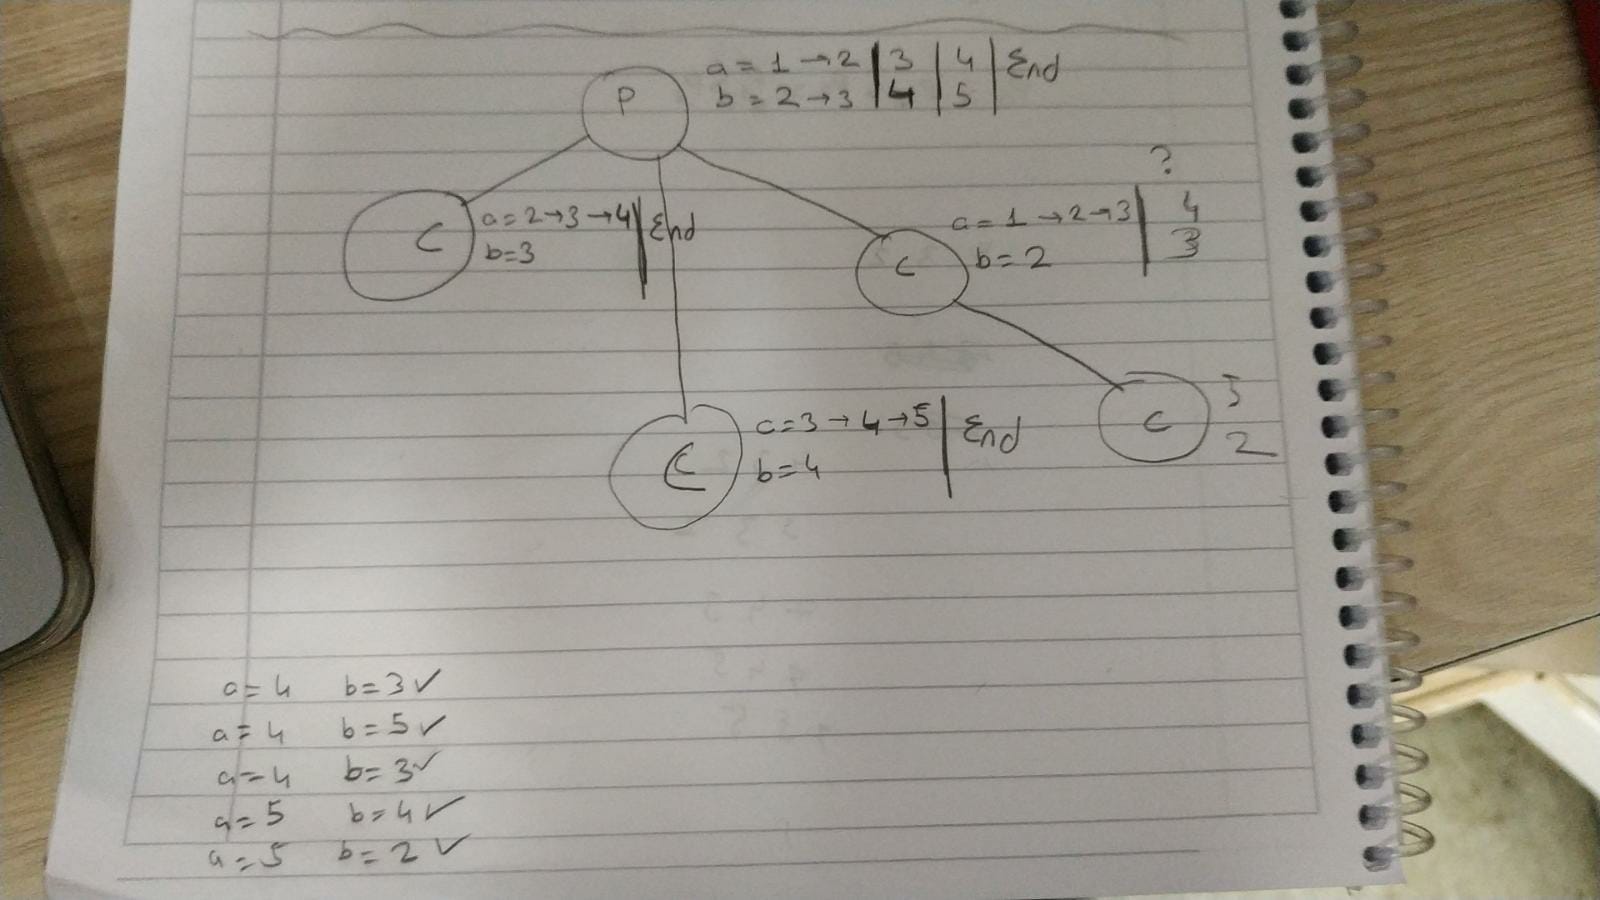 P
a = 1 → 2 | 3 | 4 | End
b = 2 → 3 | 4 | 5 |
?
C
a = 2 → 3 → 4 | End
b = 3
C
a = 1 → 2 → 3 | 4
b = 2 | 3
C
a = 3 → 4 → 5 | End
b = 4
C
5
2
a = 4 b = 3 ✓
a = 4 b = 5 ✓
a = 4 b = 3 ✓
a = 5 b = 4 ✓
a = 5 b = 2 ✓